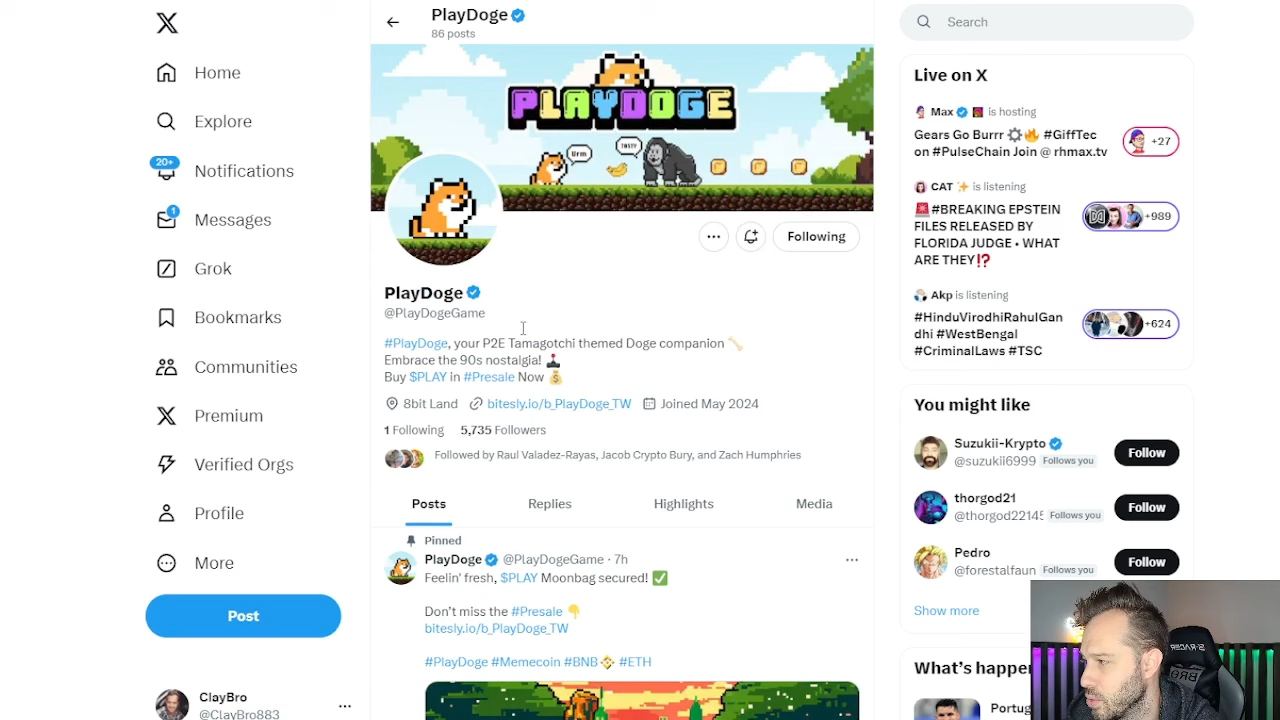 PlayDoge
86 posts
Search
Home
Explore
20+
Notifications
1
Messages
Grok
Bookmarks
Communities
Premium
Verified Orgs
Profile
More
Post
ClayBro
@ClayBro883
PLAYDOGE
Urm
TASTY
Following
PlayDoge
@PlayDogeGame
#PlayDoge, your P2E Tamagotchi themed Doge companion
Embrace the 90s nostalgia!
Buy $PLAY in #Presale Now
8bit Land bitesly.io/b_PlayDoge_TW Joined May 2024
1 Following 5,735 Followers
Followed by Raul Valadez-Rayas, Jacob Crypto Bury, and Zach Humphries
Posts Replies Highlights Media
Pinned
PlayDoge @PlayDogeGame · 7h
Feelin' fresh, $PLAY Moonbag secured!
Don't miss the #Presale
bitesly.io/b_PlayDoge_TW
#PlayDoge #Memecoin #BNB #ETH
Live on X
Max is hosting
Gears Go Burrr #GiffTec
on #PulseChain Join @ rhmax.tv
+27
CAT is listening
#BREAKING EPSTEIN
FILES RELEASED BY
FLORIDA JUDGE • WHAT
ARE THEY
+989
Akp is listening
#HinduVirodhiRahulGan
dhi #WestBengal
#CriminalLaws #TSC
+624
You might like
Suzukii-Krypto
@suzukii6999 Follows you
Follow
thorgod21
@thorgod22145 Follows you
Follow
Pedro
@forestalfaun Follows you
Follow
Show more
What's happe
Portug